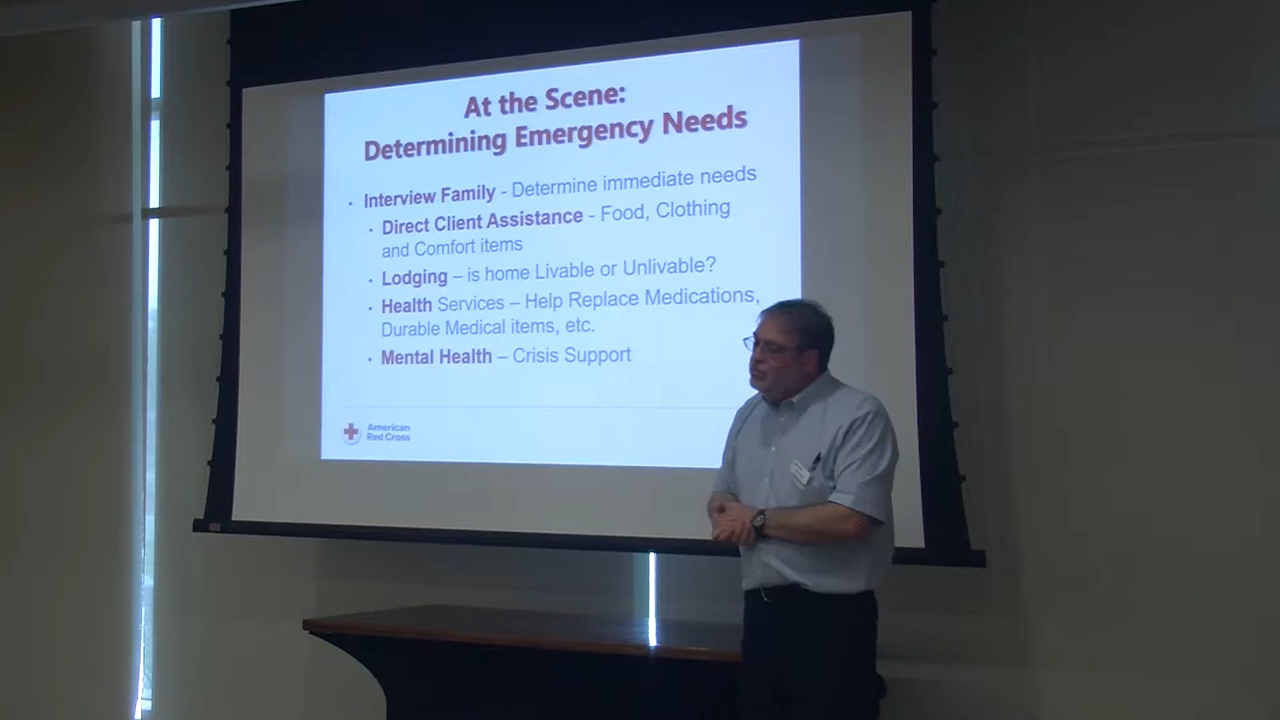 At the Scene:
Determining Emergency Needs
• Interview Family - Determine immediate needs
• Direct Client Assistance - Food, Clothing
and Comfort items
• Lodging – is home Livable or Unlivable?
• Health Services – Help Replace Medications,
Durable Medical items, etc.
• Mental Health – Crisis Support
American
Red Cross